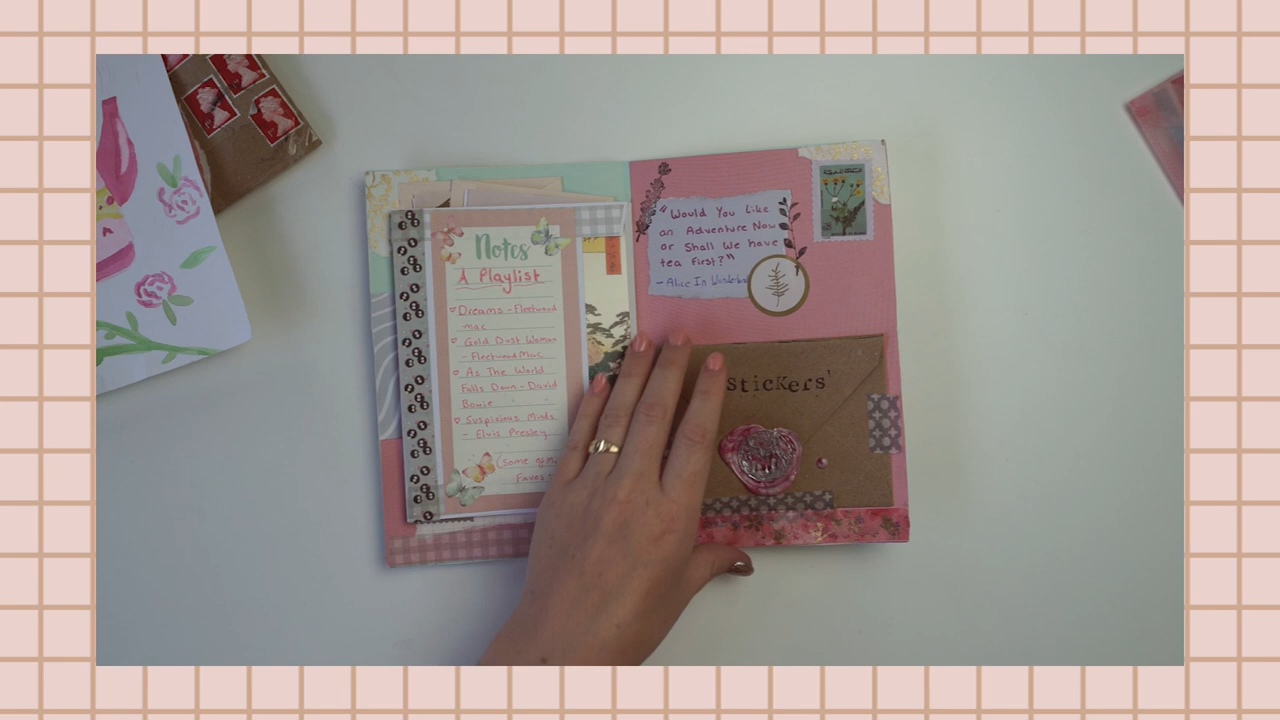 Notes
A Playlist
Dreams - Fleetwood
mac
Gold Dust Woman
- Fleetwood Mac
As The World
Falls Down - David
Bowie
Suspicious Minds
- Elvis Presley
(some of m
Faves
"Would You Like
an Adventure Now
or Shall We have
tea first?"
- Alice In Wonderla
Stickers'